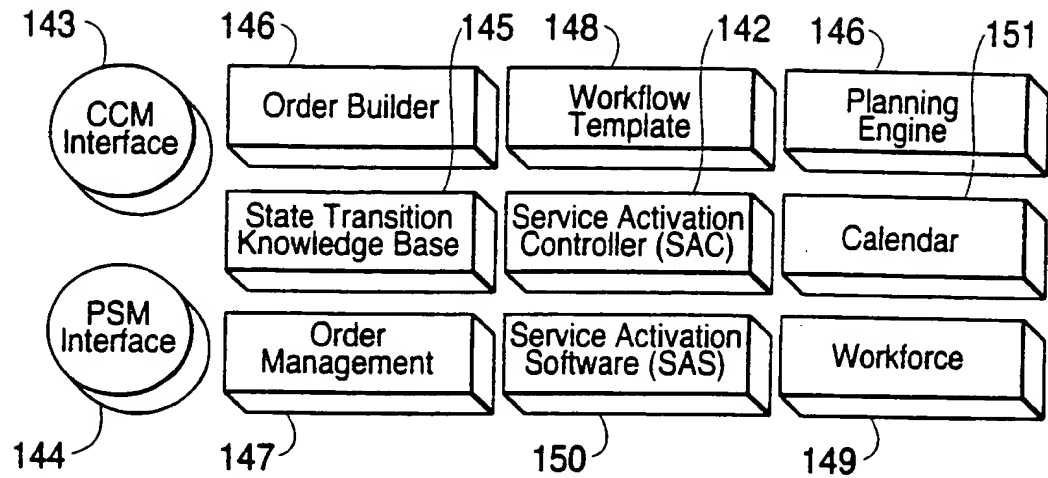 143
146
145
148
142
146
151
CCM
Interface
Order Builder
Workflow
Template
Planning
Engine
State Transition
Knowledge Base
Service Activation
Controller (SAC)
Calendar
PSM
Interface
Order
Management
Service Activation
Software (SAS)
Workforce
144
147
150
149